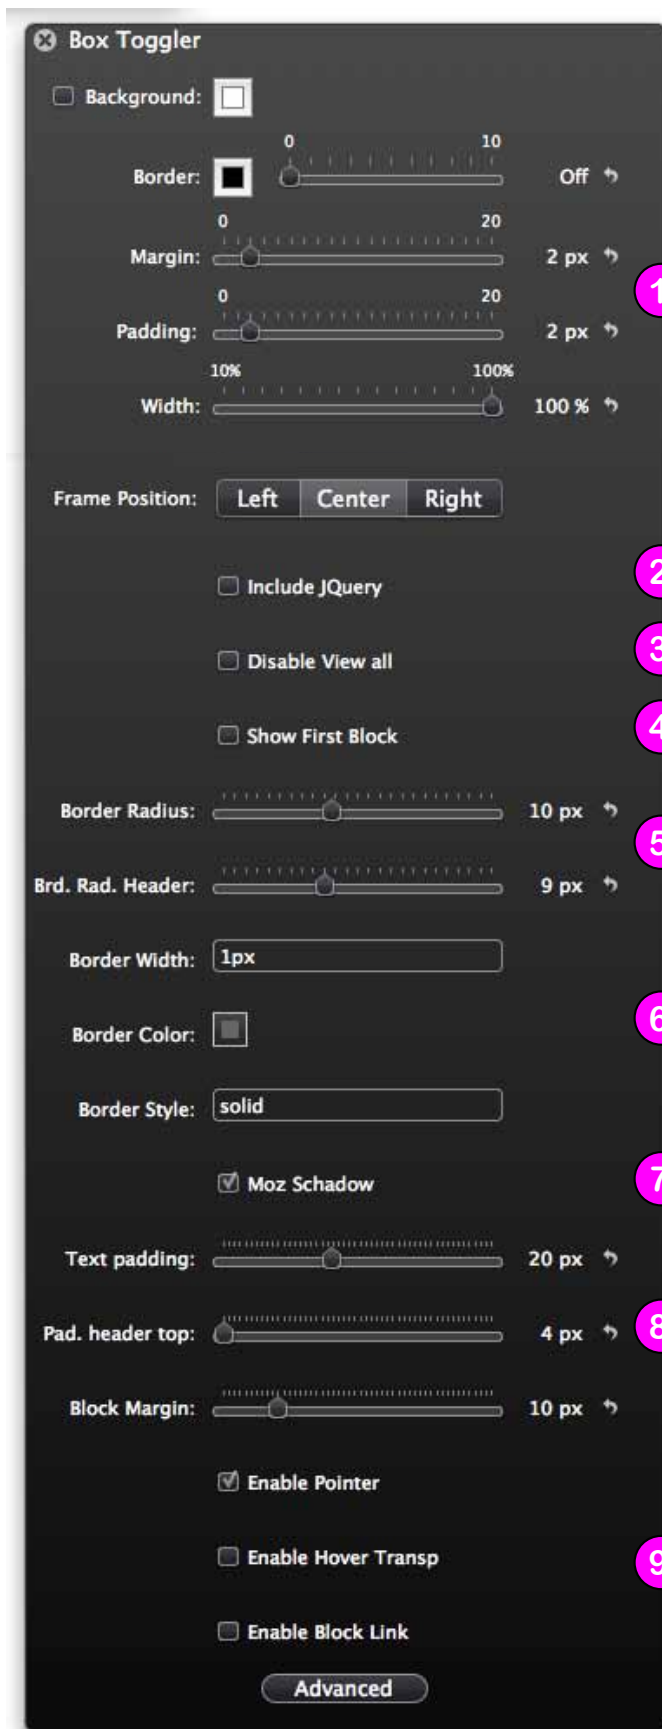 Box Toggler
Background:
0 10
Border: Off
0 20
Margin: 2 px
1
0 20
Padding: 2 px
10% 100%
Width: 100 %
Frame Position: Left Center Right
Include JQuery
2
Disable View all
3
Show First Block
4
Border Radius: 10 px
5
Brd. Rad. Header: 9 px
Border Width: 1px
Border Color:
6
Border Style: solid
Moz Schadow
7
Text padding: 20 px
Pad. header top: 4 px
8
Block Margin: 10 px
Enable Pointer
Enable Hover Transp
9
Enable Block Link
Advanced